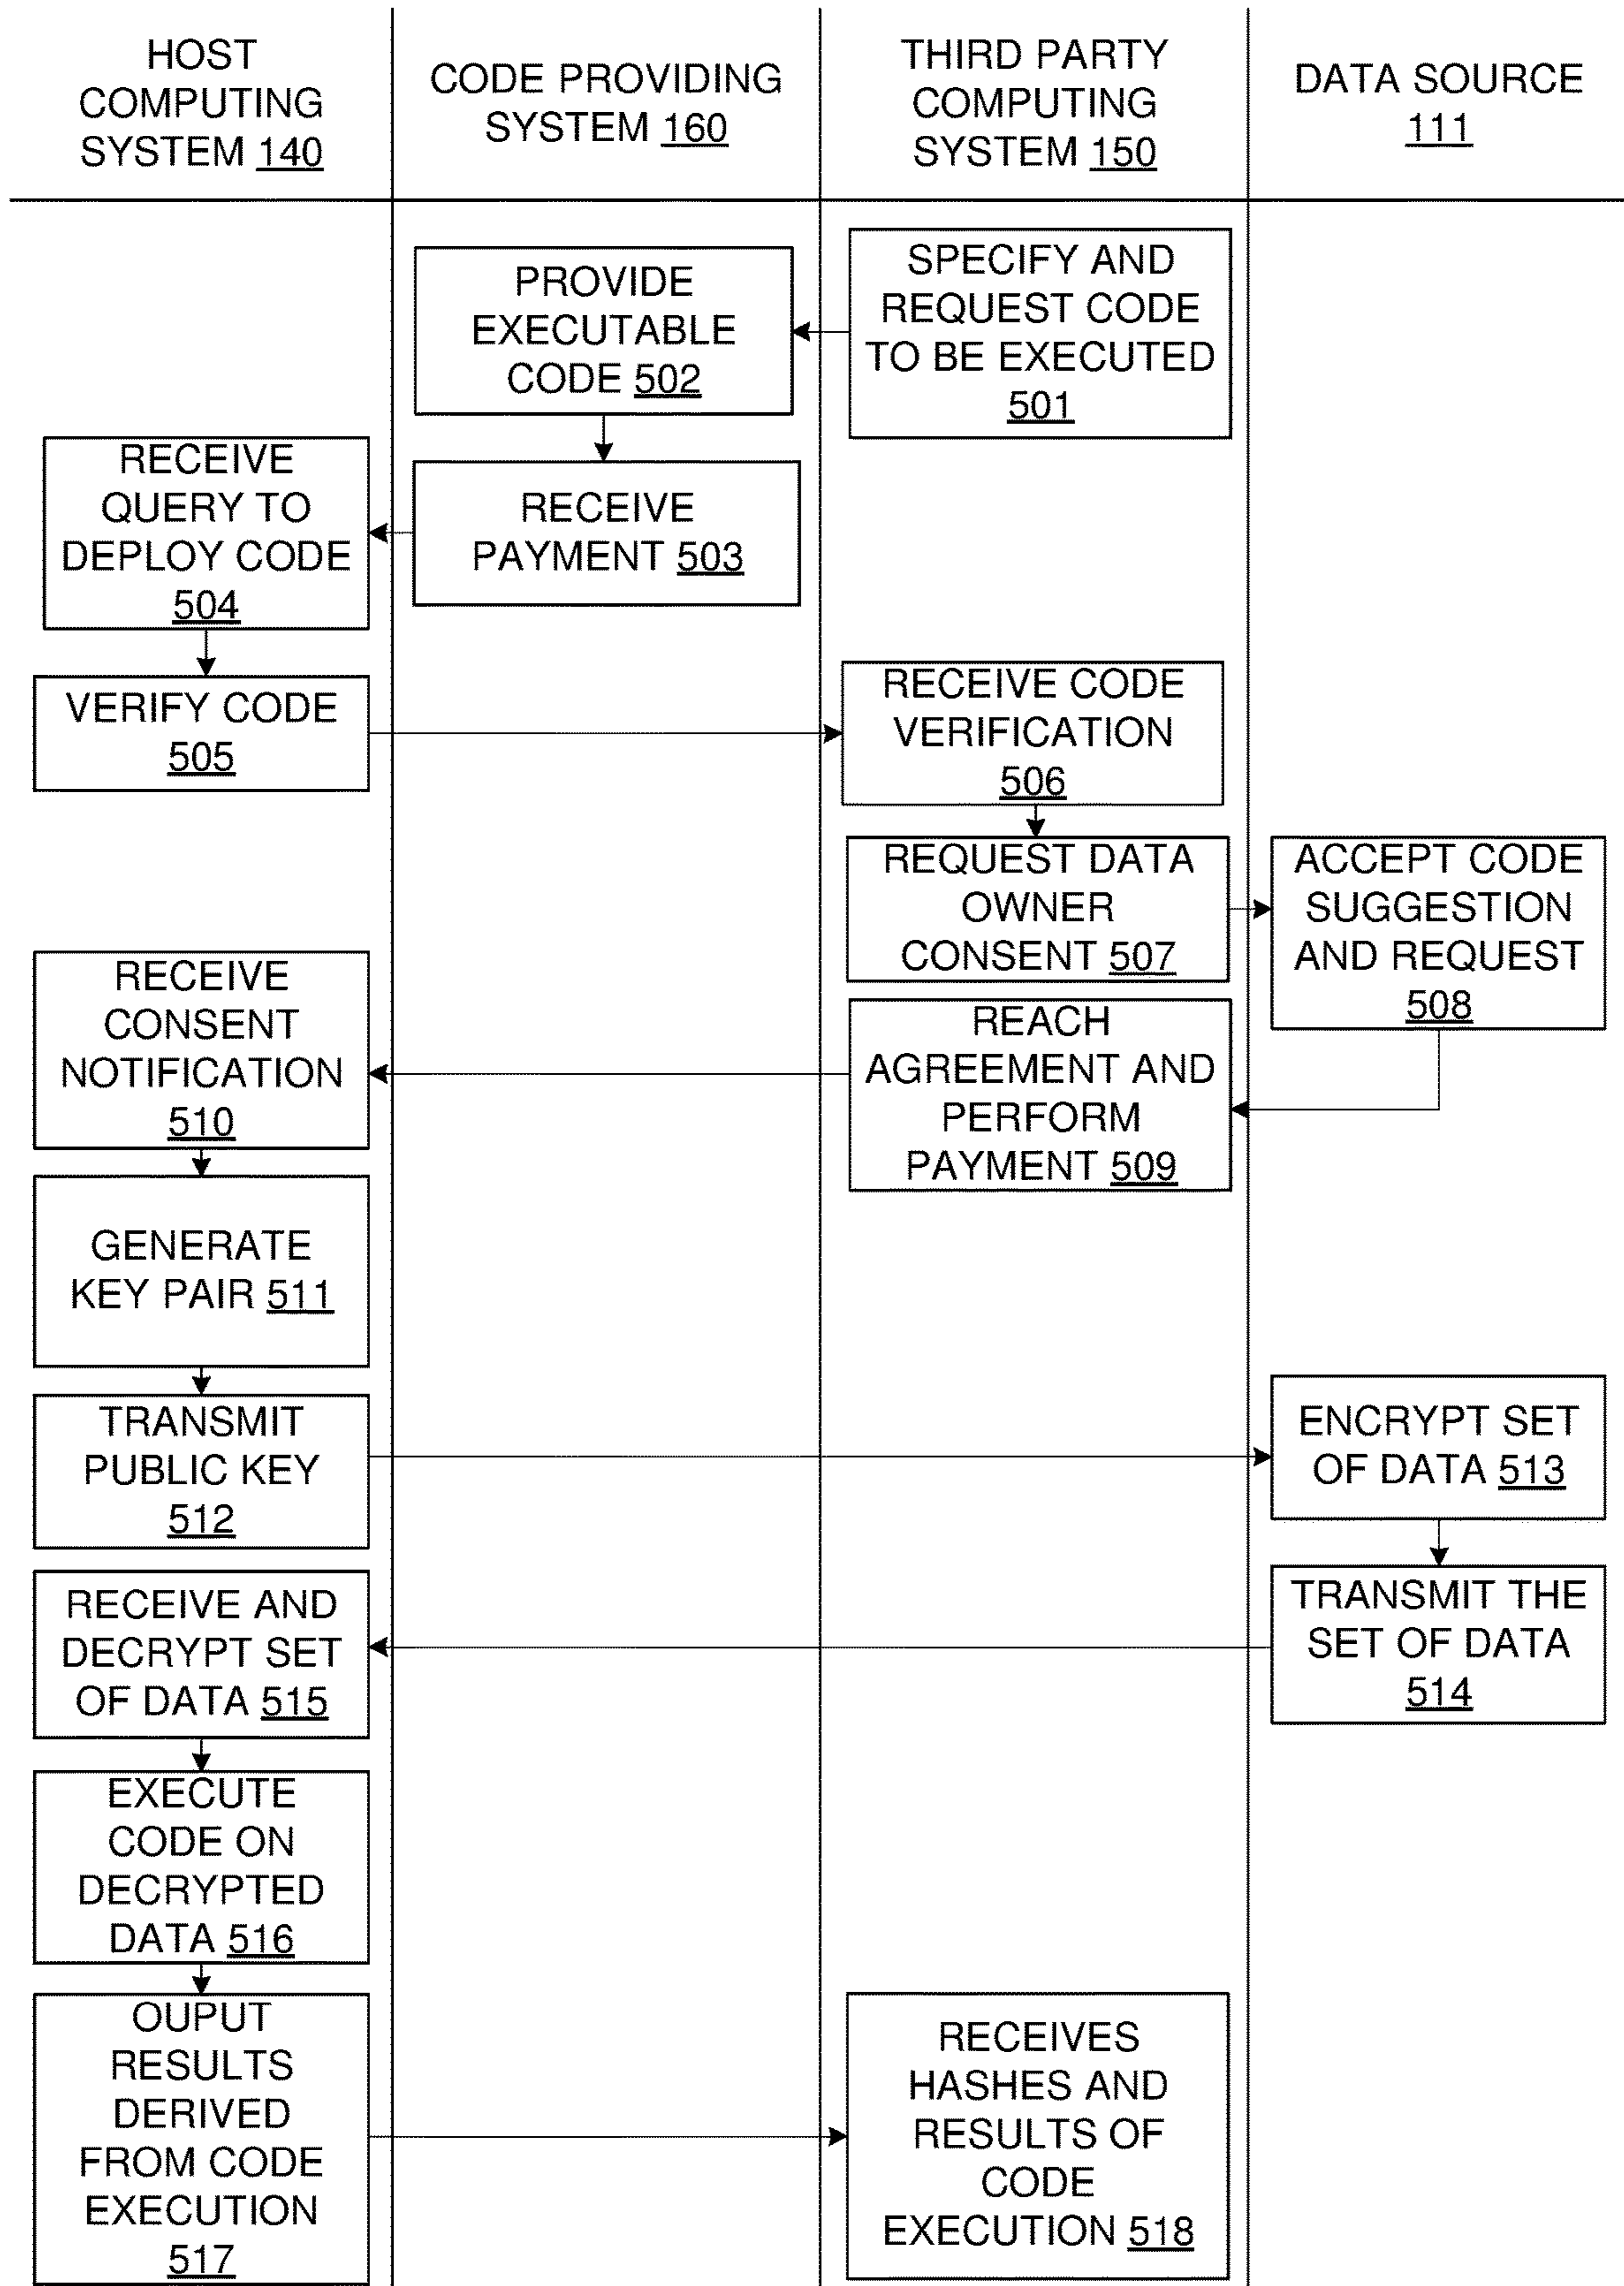 HOST
COMPUTING
SYSTEM 140
CODE PROVIDING
SYSTEM 160
THIRD PARTY
COMPUTING
SYSTEM 150
DATA SOURCE
111
SPECIFY AND
REQUEST CODE
TO BE EXECUTED
501
PROVIDE
EXECUTABLE
CODE 502
RECEIVE
PAYMENT 503
RECEIVE
QUERY TO
DEPLOY CODE
504
VERIFY CODE
505
RECEIVE CODE
VERIFICATION
506
REQUEST DATA
OWNER
CONSENT 507
ACCEPT CODE
SUGGESTION
AND REQUEST
508
REACH
AGREEMENT AND
PERFORM
PAYMENT 509
RECEIVE
CONSENT
NOTIFICATION
510
GENERATE
KEY PAIR 511
TRANSMIT
PUBLIC KEY
512
ENCRYPT SET
OF DATA 513
TRANSMIT THE
SET OF DATA
514
RECEIVE AND
DECRYPT SET
OF DATA 515
EXECUTE
CODE ON
DECRYPTED
DATA 516
OUPUT
RESULTS
DERIVED
FROM CODE
EXECUTION
517
RECEIVES
HASHES AND
RESULTS OF
CODE
EXECUTION 518